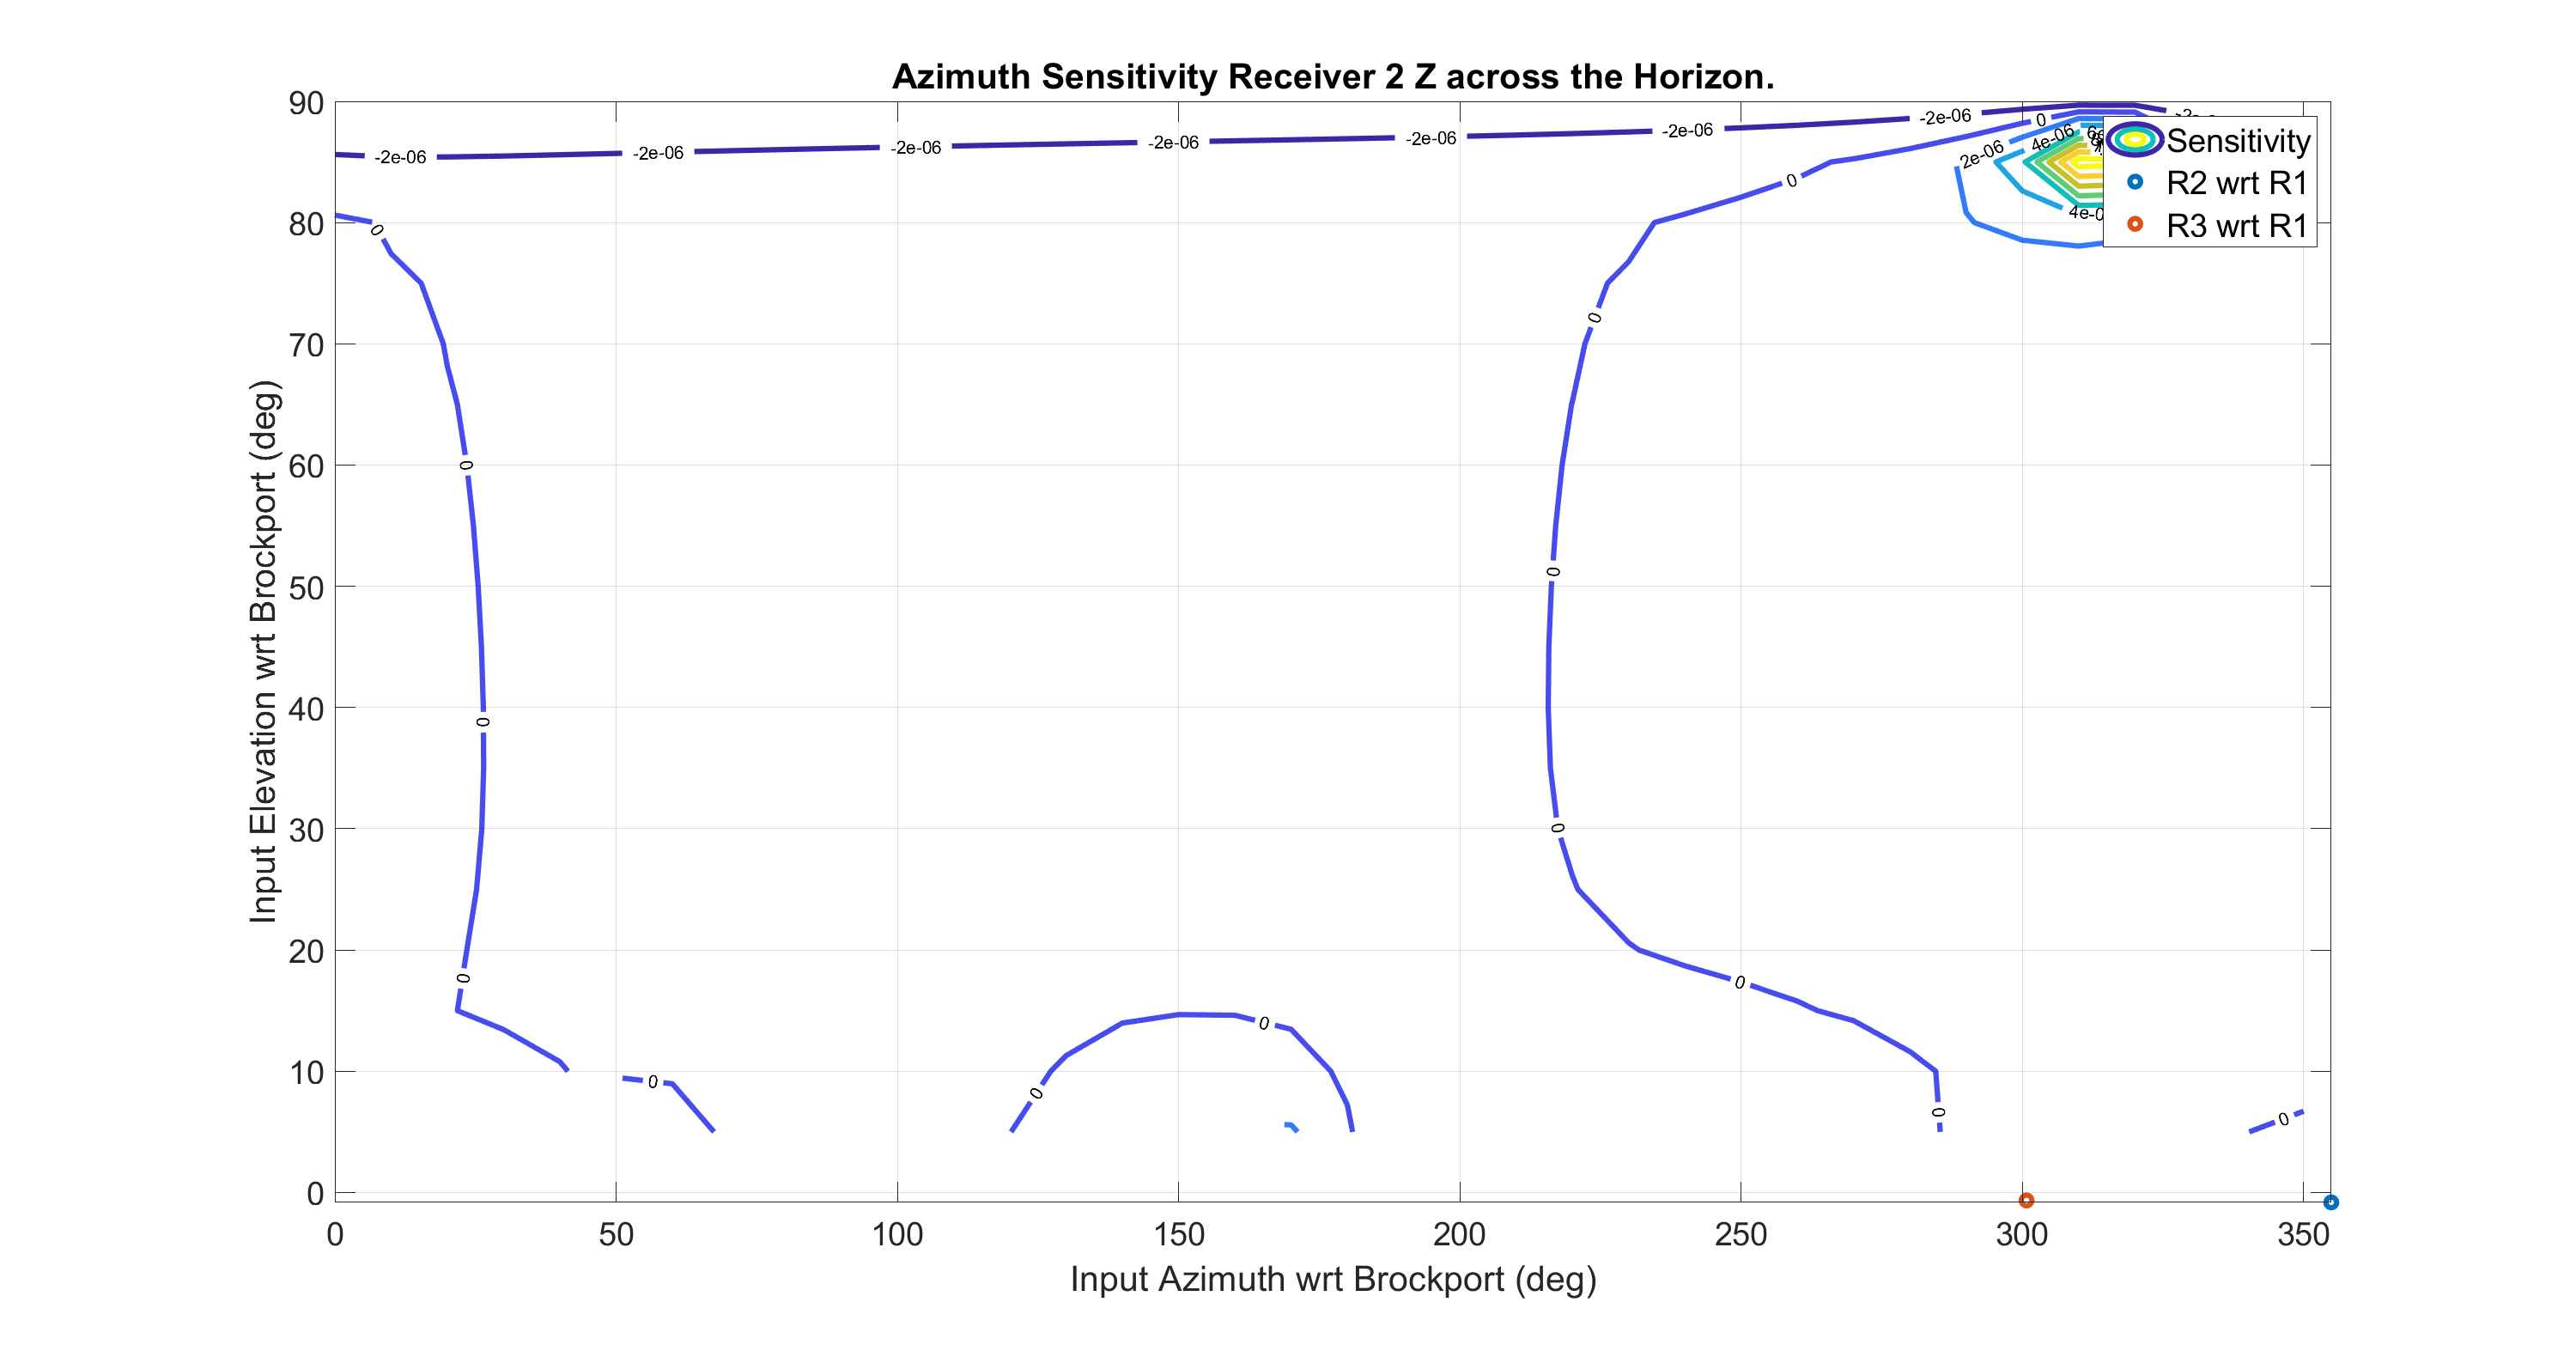 Azimuth Sensitivity Receiver 2 Z across the Horizon.
90
80
70
60
50
40
30
20
10
0
Input Elevation wrt Brockport (deg)
-2e-06
-2e-06
-2e-06
-2e-06
-2e-06
-2e-06
-2e-06
0
2e-06
4e-06
0
0
0
0
0
0
0
0
0
0
0
0
0
0
Sensitivity
R2 wrt R1
R3 wrt R1
0
50
100
150
200
250
300
350
Input Azimuth wrt Brockport (deg)